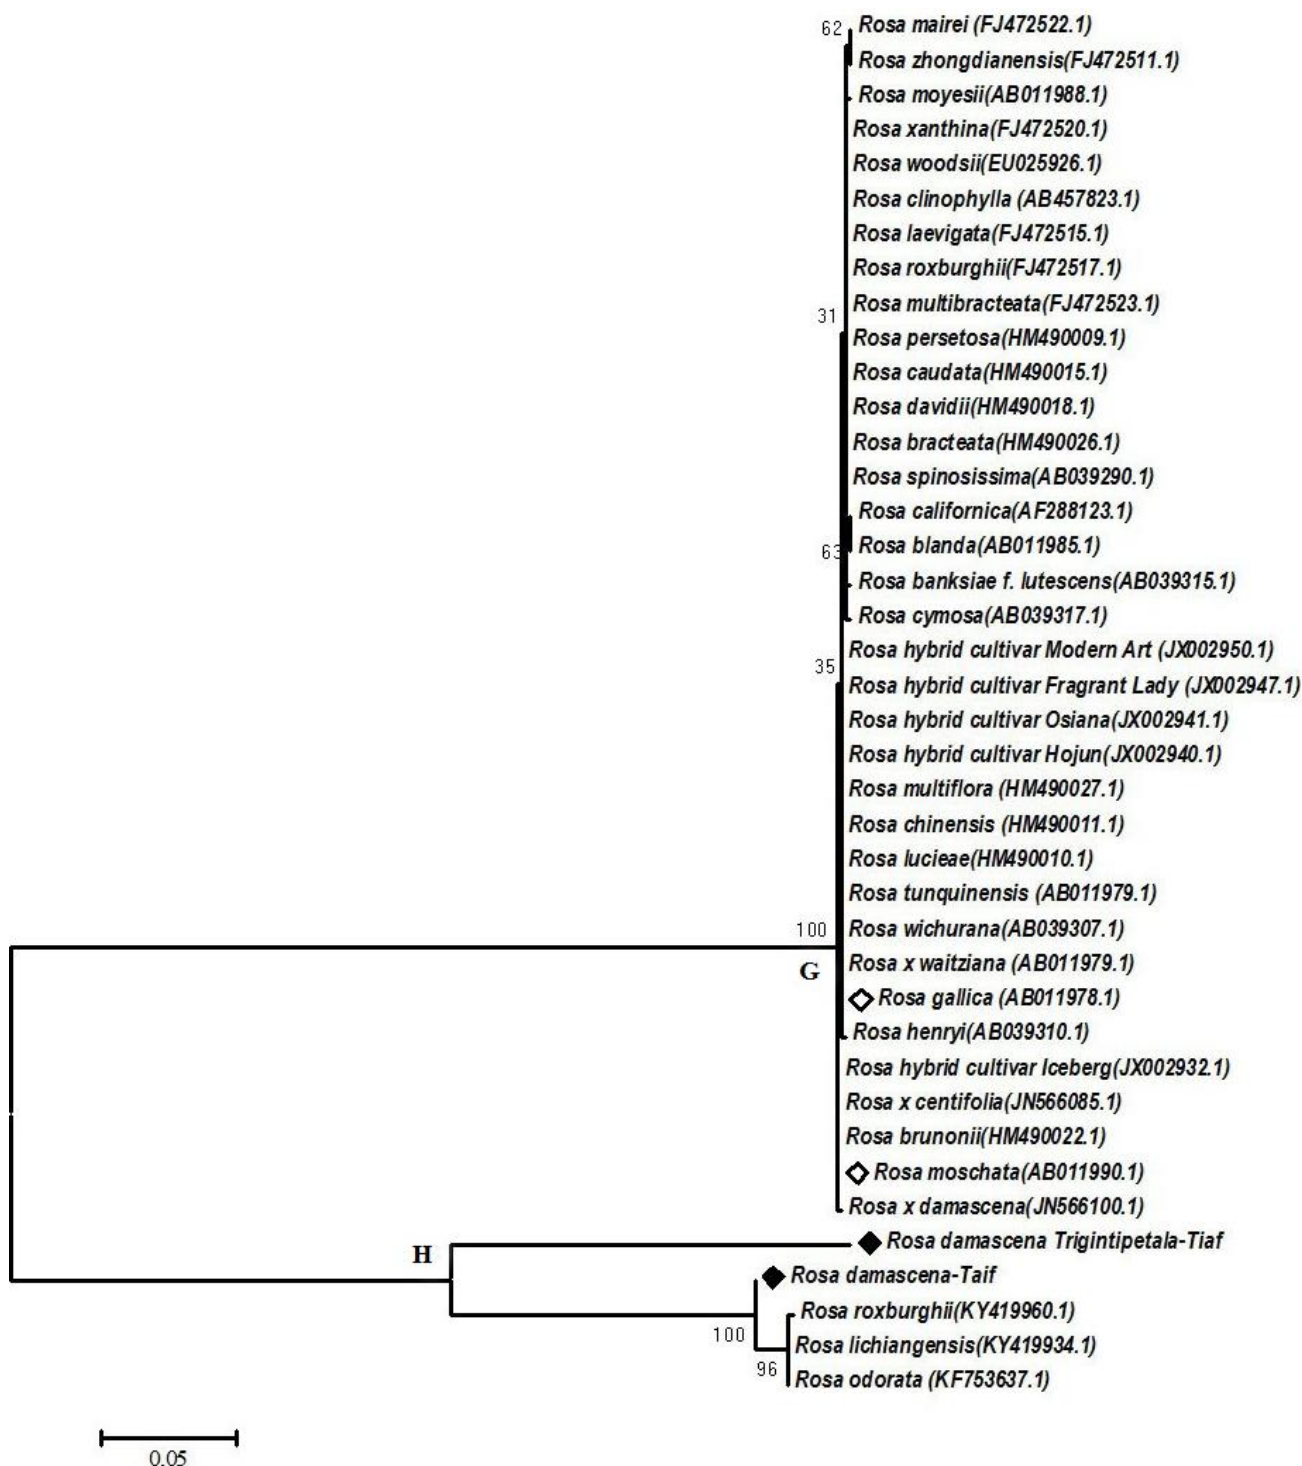 62
Rosa mairei (FJ472522.1)
Rosa zhongdianensis(FJ472511.1)
Rosa moyesii(AB011988.1)
Rosa xanthina(FJ472520.1)
Rosa woodsii(EU025926.1)
Rosa clinophylla (AB457823.1)
Rosa laevigata(FJ472515.1)
Rosa roxburghii(FJ472517.1)
Rosa multibracteata(FJ472523.1)
31
Rosa persetosa(HM490009.1)
Rosa caudata(HM490015.1)
Rosa davidii(HM490018.1)
Rosa bracteata(HM490026.1)
Rosa spinosissima(AB039290.1)
Rosa californica(AF288123.1)
63
Rosa blanda(AB011985.1)
Rosa banksiae f. lutescens(AB039315.1)
Rosa cymosa(AB039317.1)
Rosa hybrid cultivar Modern Art (JX002950.1)
35
Rosa hybrid cultivar Fragrant Lady (JX002947.1)
Rosa hybrid cultivar Osiana(JX002941.1)
Rosa hybrid cultivar Hojun(JX002940.1)
Rosa multiflora (HM490027.1)
Rosa chinensis (HM490011.1)
Rosa lucieae(HM490010.1)
Rosa tunquinensis (AB011979.1)
100
Rosa wichurana(AB039307.1)
G
Rosa x waitziana (AB011979.1)
Rosa gallica (AB011978.1)
Rosa henryi(AB039310.1)
Rosa hybrid cultivar Iceberg(JX002932.1)
Rosa x centifolia(JN566085.1)
Rosa brunonii(HM490022.1)
Rosa moschata(AB011990.1)
Rosa x damascena(JN566100.1)
H
Rosa damascena Trigintipetala-Tiaf
Rosa damascena-Taif
Rosa roxburghii(KY419960.1)
100
Rosa lichiangensis(KY419934.1)
96
Rosa odorata (KF753637.1)
0.05